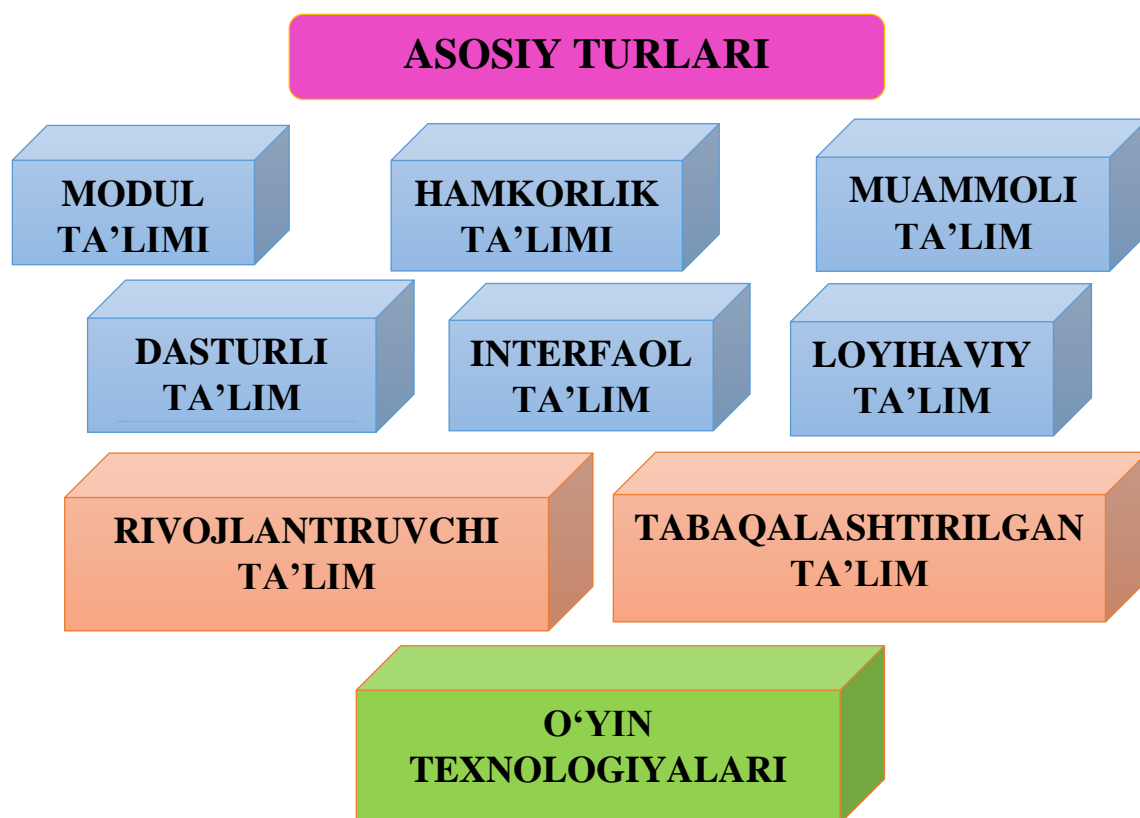 ASOSIY TURLARI
MODUL
TA’LIMI
HAMKORLIK
TA’LIMI
MUAMMOLI
TA’LIM
DASTURLI
TA’LIM
INTERFAOL
TA’LIM
LOYIHAVIY
TA’LIM
RIVOJLANTIRUVCHI
TA’LIM
TABAQALASHTIRILGAN
TA’LIM
O‘YIN
TEXNOLOGIYALARI